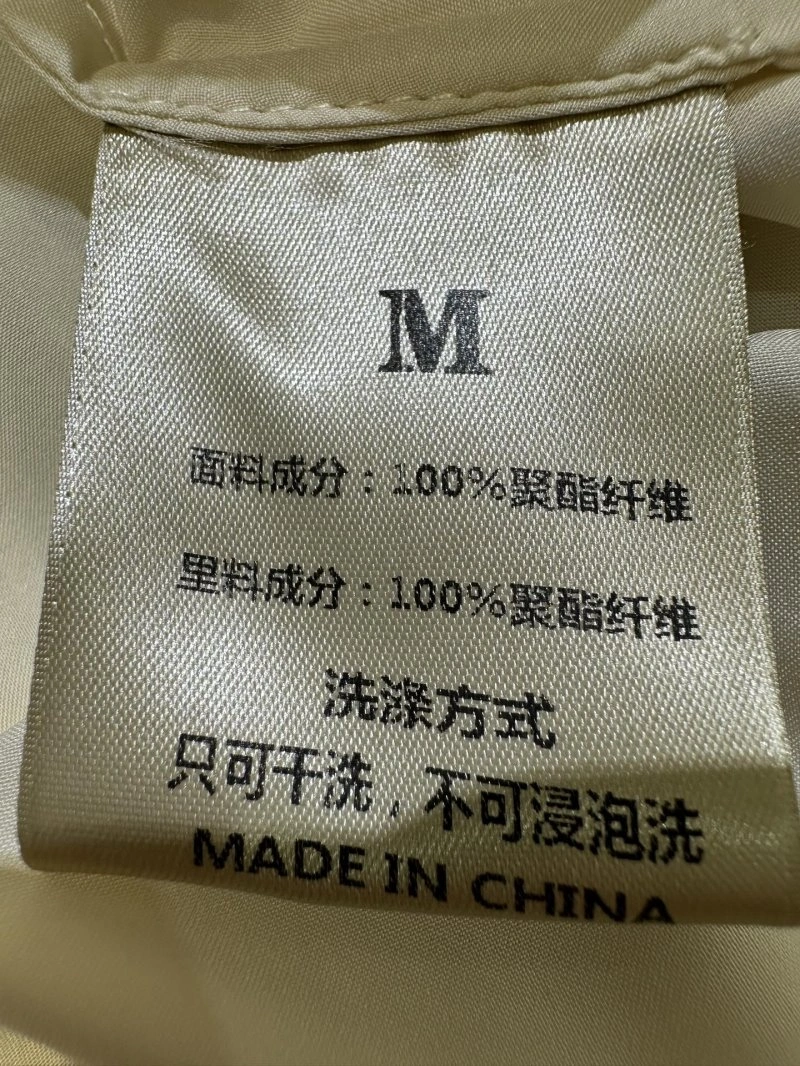 M
面料成分：100%聚酯纤维
里料成分：100%聚酯纤维
洗涤方式
只可干洗，不可浸泡洗
MADE IN CHINA